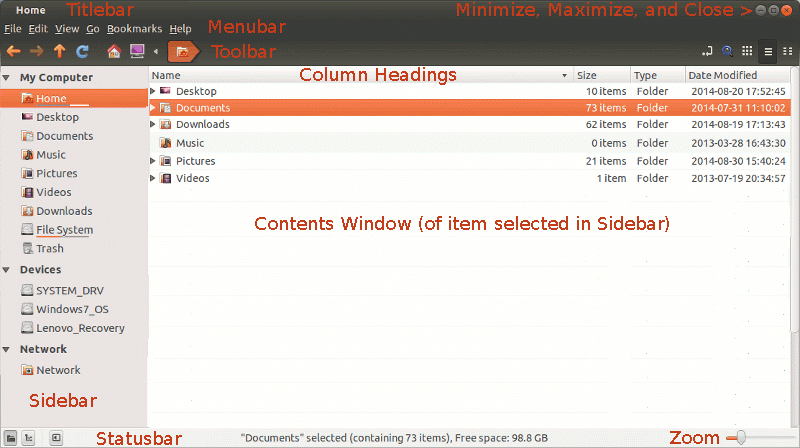 Home Titlebar Minimize, Maximize, and Close >
File Edit View Go Bookmarks Help Menubar
Toolbar
My Computer
Home
Desktop
Documents
Music
Pictures
Videos
Downloads
File System
Trash
Devices
SYSTEM_DRV
Windows7_OS
Lenovo_Recovery
Network
Network
Sidebar
Name Column Headings Size Type Date Modified
Desktop 10 items Folder 2014-08-20 17:52:45
Documents 73 items Folder 2014-07-31 11:10:02
Downloads 62 items Folder 2014-08-19 17:13:43
Music 0 items Folder 2013-03-28 16:43:30
Pictures 21 items Folder 2014-08-30 15:40:24
Videos 1 item Folder 2013-07-19 20:34:57
Contents Window (of item selected in Sidebar)
Statusbar "Documents" selected (containing 73 items), Free space: 98.8 GB Zoom